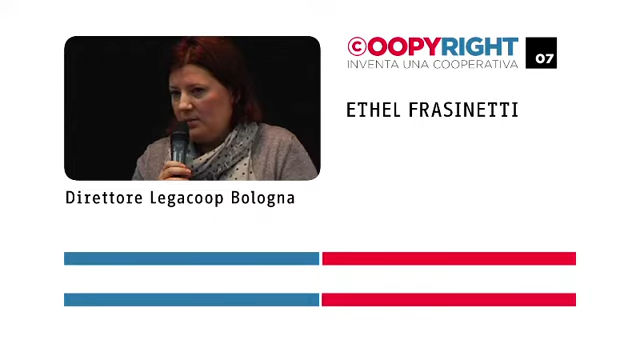 ©OOPYRIGHT
INVENTA UNA COOPERATIVA
07
ETHEL FRASINETTI
Direttore Legacoop Bologna